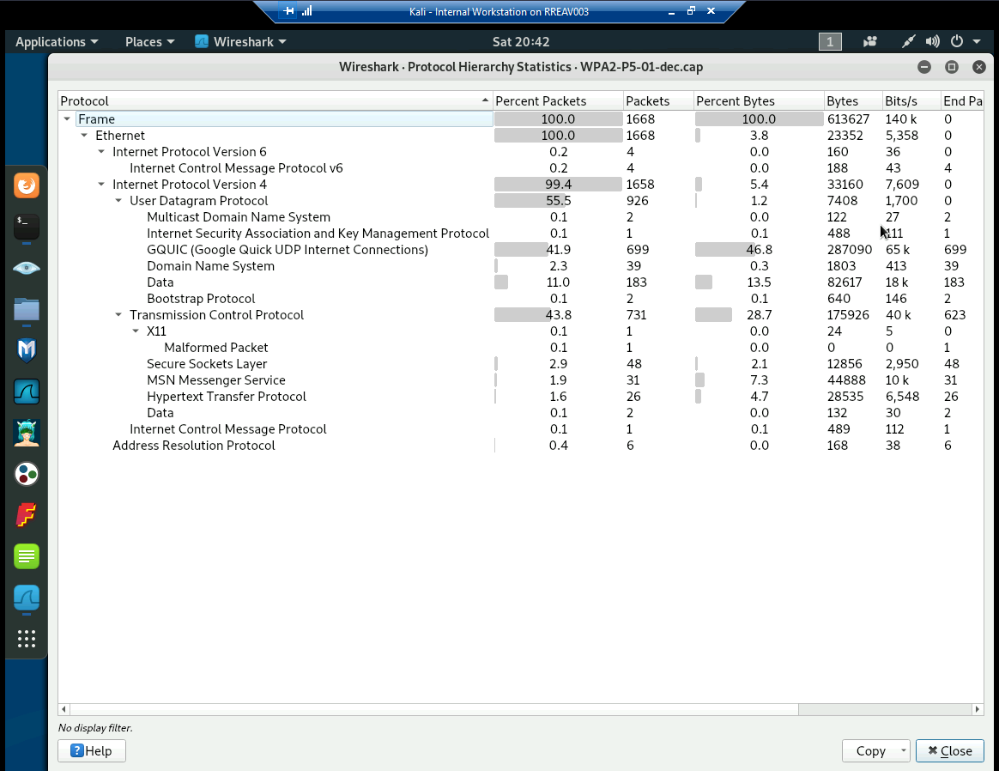 Kali - Internal Workstation on RREAV003
Applications Places Wireshark Sat 20:42 1
Wireshark · Protocol Hierarchy Statistics · WPA2-P5-01-dec.cap
Protocol Percent Packets Packets Percent Bytes Bytes Bits/s End Pa
Frame 100.0 1668 100.0 613627 140 k 0
Ethernet 100.0 1668 3.8 23352 5,358 0
Internet Protocol Version 6 0.2 4 0.0 160 36 0
Internet Control Message Protocol v6 0.2 4 0.0 188 43 4
Internet Protocol Version 4 99.4 1658 5.4 33160 7,609 0
User Datagram Protocol 55.5 926 1.2 7408 1,700 0
Multicast Domain Name System 0.1 2 0.0 122 27 2
Internet Security Association and Key Management Protocol 0.1 1 0.1 488 111 1
GQUIC (Google Quick UDP Internet Connections) 41.9 699 46.8 287090 65 k 699
Domain Name System 2.3 39 0.3 1803 413 39
Data 11.0 183 13.5 82617 18 k 183
Bootstrap Protocol 0.1 2 0.1 640 146 2
Transmission Control Protocol 43.8 731 28.7 175926 40 k 623
X11 0.1 1 0.0 24 5 0
Malformed Packet 0.1 1 0.0 0 0 1
Secure Sockets Layer 2.9 48 2.1 12856 2,950 48
MSN Messenger Service 1.9 31 7.3 44888 10 k 31
Hypertext Transfer Protocol 1.6 26 4.7 28535 6,548 26
Data 0.1 2 0.0 132 30 2
Internet Control Message Protocol 0.1 1 0.1 489 112 1
Address Resolution Protocol 0.4 6 0.0 168 38 6
No display filter.
Help Copy Close